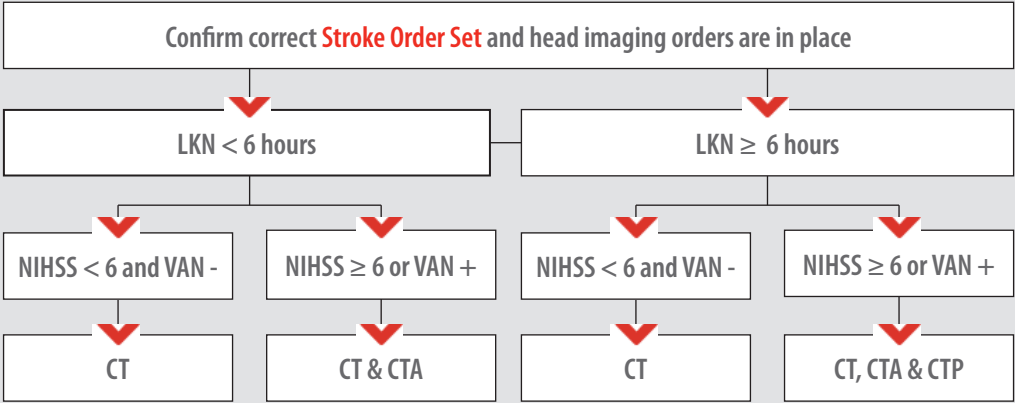 Confirm correct Stroke Order Set and head imaging orders are in place
LKN < 6 hours
LKN ≥ 6 hours
NIHSS < 6 and VAN -
NIHSS ≥ 6 or VAN +
NIHSS < 6 and VAN -
NIHSS ≥ 6 or VAN +
CT
CT & CTA
CT
CT, CTA & CTP